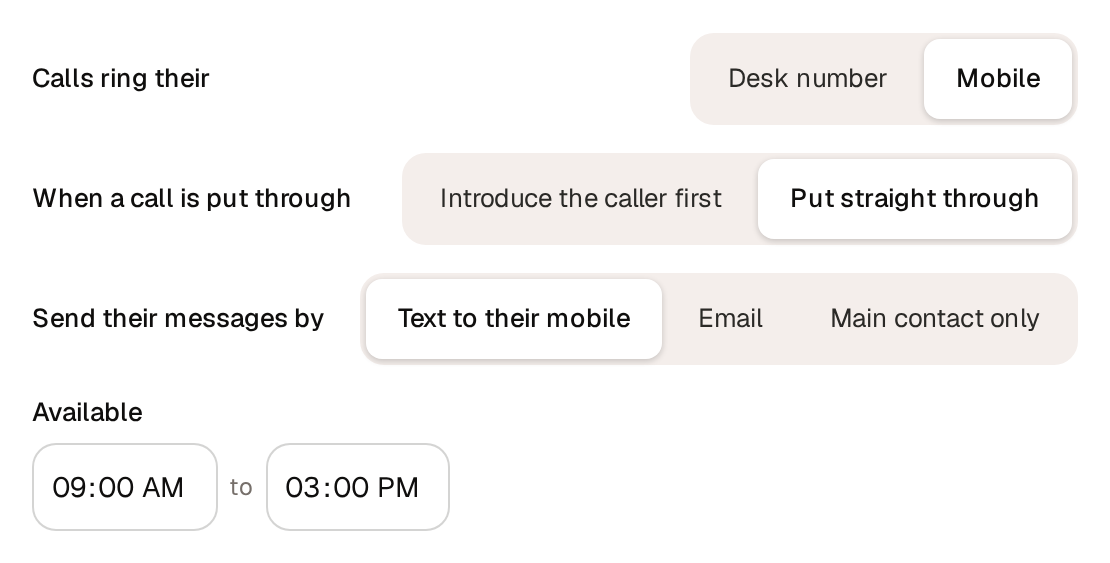 Calls ring their Desk number Mobile
When a call is put through Introduce the caller first Put straight through
Send their messages by Text to their mobile Email Main contact only
Available
09:00 AM to 03:00 PM